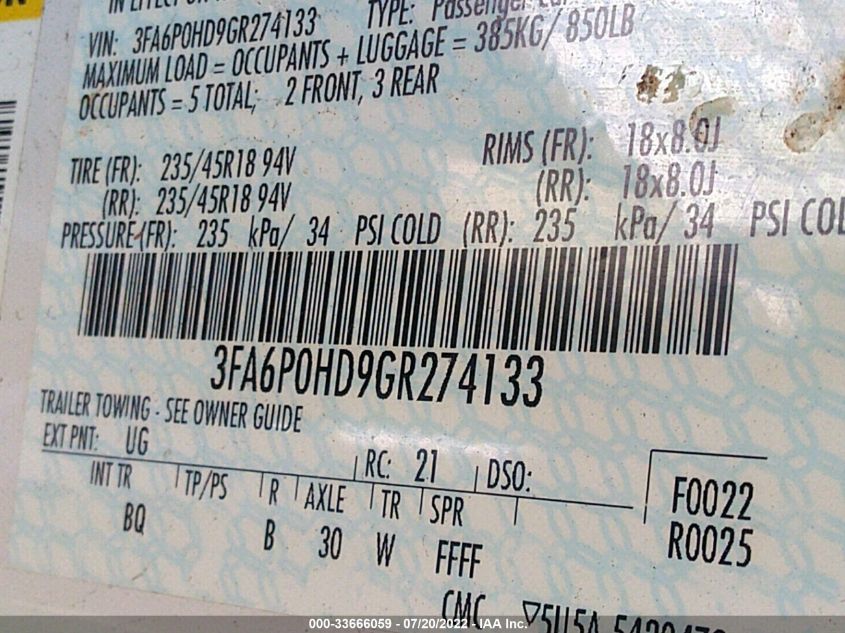 IN EFFECT ON
VIN: 3FA6P0HD9GR274133 TYPE: Passenger
MAXIMUM LOAD = OCCUPANTS + LUGGAGE = 385KG/ 850LB
OCCUPANTS = 5 TOTAL; 2 FRONT, 3 REAR
TIRE (FR): 235/45R18 94V RIMS (FR): 18x8.0J
(RR): 235/45R18 94V (RR): 18x8.0J
PRESSURE(FR): 235 kPa/ 34 PSI COLD (RR): 235 kPa/ 34 PSI COL
3FA6P0HD9GR274133
TRAILER TOWING - SEE OWNER GUIDE
EXT PNT: UG RC: 21 DSO:
INT TR TP/PS R AXLE TR SPR F0022
BQ B 30 W FFFF R0025
CMC
000-33666059 - 07/20/2022 - IAA Inc.